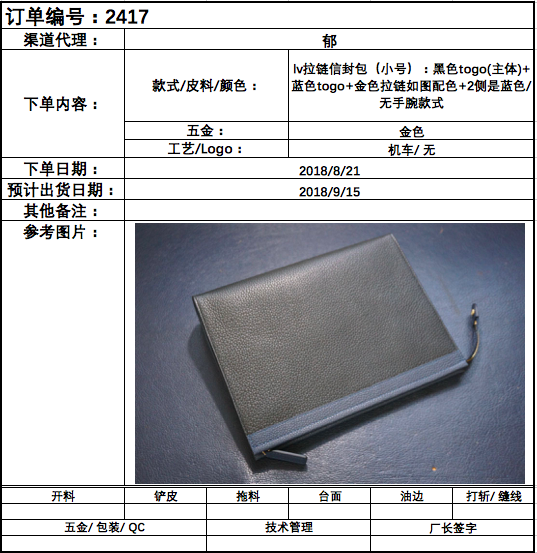 订单编号：2417
渠道代理： 郁
下单内容： 款式/皮料/颜色： lv拉链信封包（小号）：黑色togo(主体)+
蓝色togo+金色拉链如图配色+2侧是蓝色/
无手腕款式
五金： 金色
工艺/Logo： 机车/ 无
下单日期： 2018/8/21
预计出货日期： 2018/9/15
其他备注：
参考图片：
开料 铲皮 拖料 台面 油边 打斩/ 缝线
五金/ 包装/ QC 技术管理 厂长签字